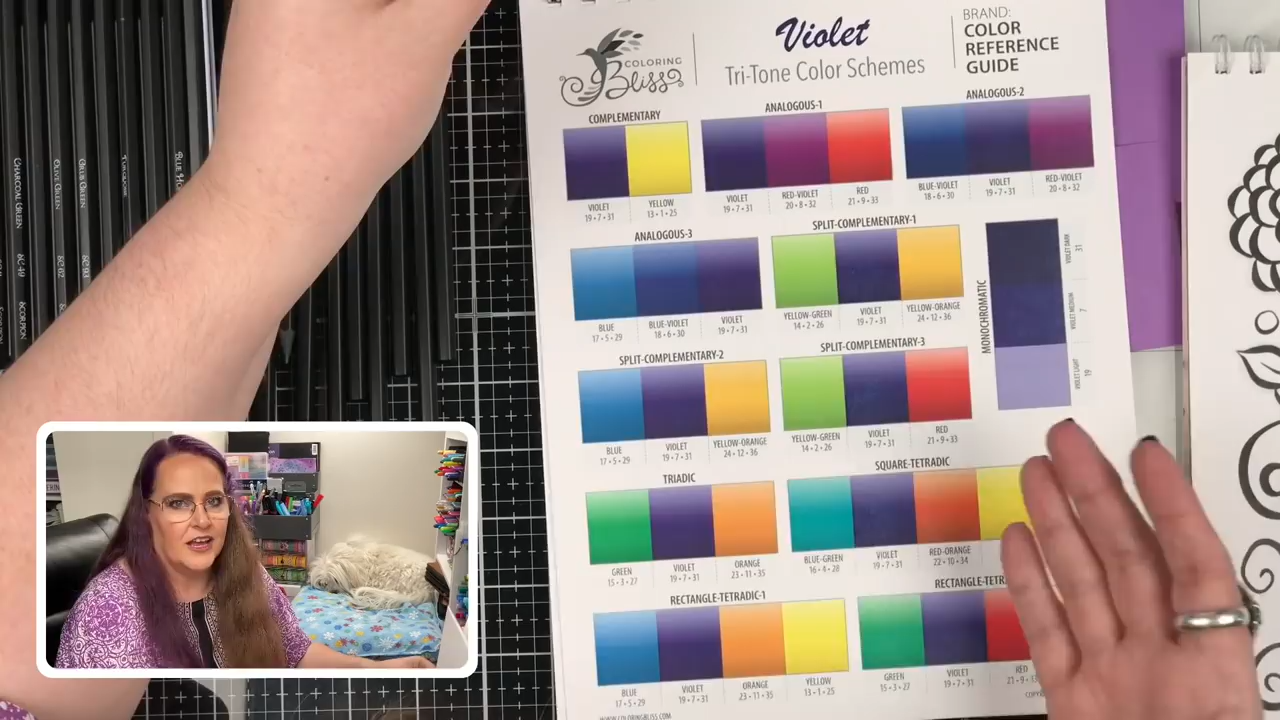 Violet
Tri-Tone Color Schemes
COLORING
Bliss
BRAND:
COLOR
REFERENCE
GUIDE
COMPLEMENTARY
VIOLET
19•7•31
YELLOW
13•1•25
ANALOGOUS-1
VIOLET
19•7•31
RED-VIOLET
20•8•32
RED
21•9•33
ANALOGOUS-2
BLUE-VIOLET
18•6•30
VIOLET
19•7•31
RED-VIOLET
20•8•32
ANALOGOUS-3
BLUE
17•5•29
BLUE-VIOLET
18•6•30
VIOLET
19•7•31
SPLIT-COMPLEMENTARY-1
YELLOW-GREEN
14•2•26
VIOLET
19•7•31
YELLOW-ORANGE
24•12•36
MONOCHROMATIC
VIOLET DARK
31
VIOLET MEDIUM
7
VIOLET LIGHT
19
SPLIT-COMPLEMENTARY-2
BLUE
17•5•29
VIOLET
19•7•31
YELLOW-ORANGE
24•12•36
SPLIT-COMPLEMENTARY-3
YELLOW-GREEN
14•2•26
VIOLET
19•7•31
RED
21•9•33
TRIADIC
GREEN
15•3•27
VIOLET
19•7•31
ORANGE
23•11•35
SQUARE-TETRADIC
BLUE-GREEN
16•4•28
VIOLET
19•7•31
RED-ORANGE
22•10•34
RECTANGLE-TETRADIC-1
BLUE
17•5•29
VIOLET
19•7•31
ORANGE
23•11•35
YELLOW
13•1•25
RECTANGLE-TETR
GREEN
15•3•27
VIOLET
19•7•31
RED
WWW.COLORINGBLISS.COM
CHARCOAL GREEN
OLIVE GREEN
GRUB GREEN
TURQUOISE